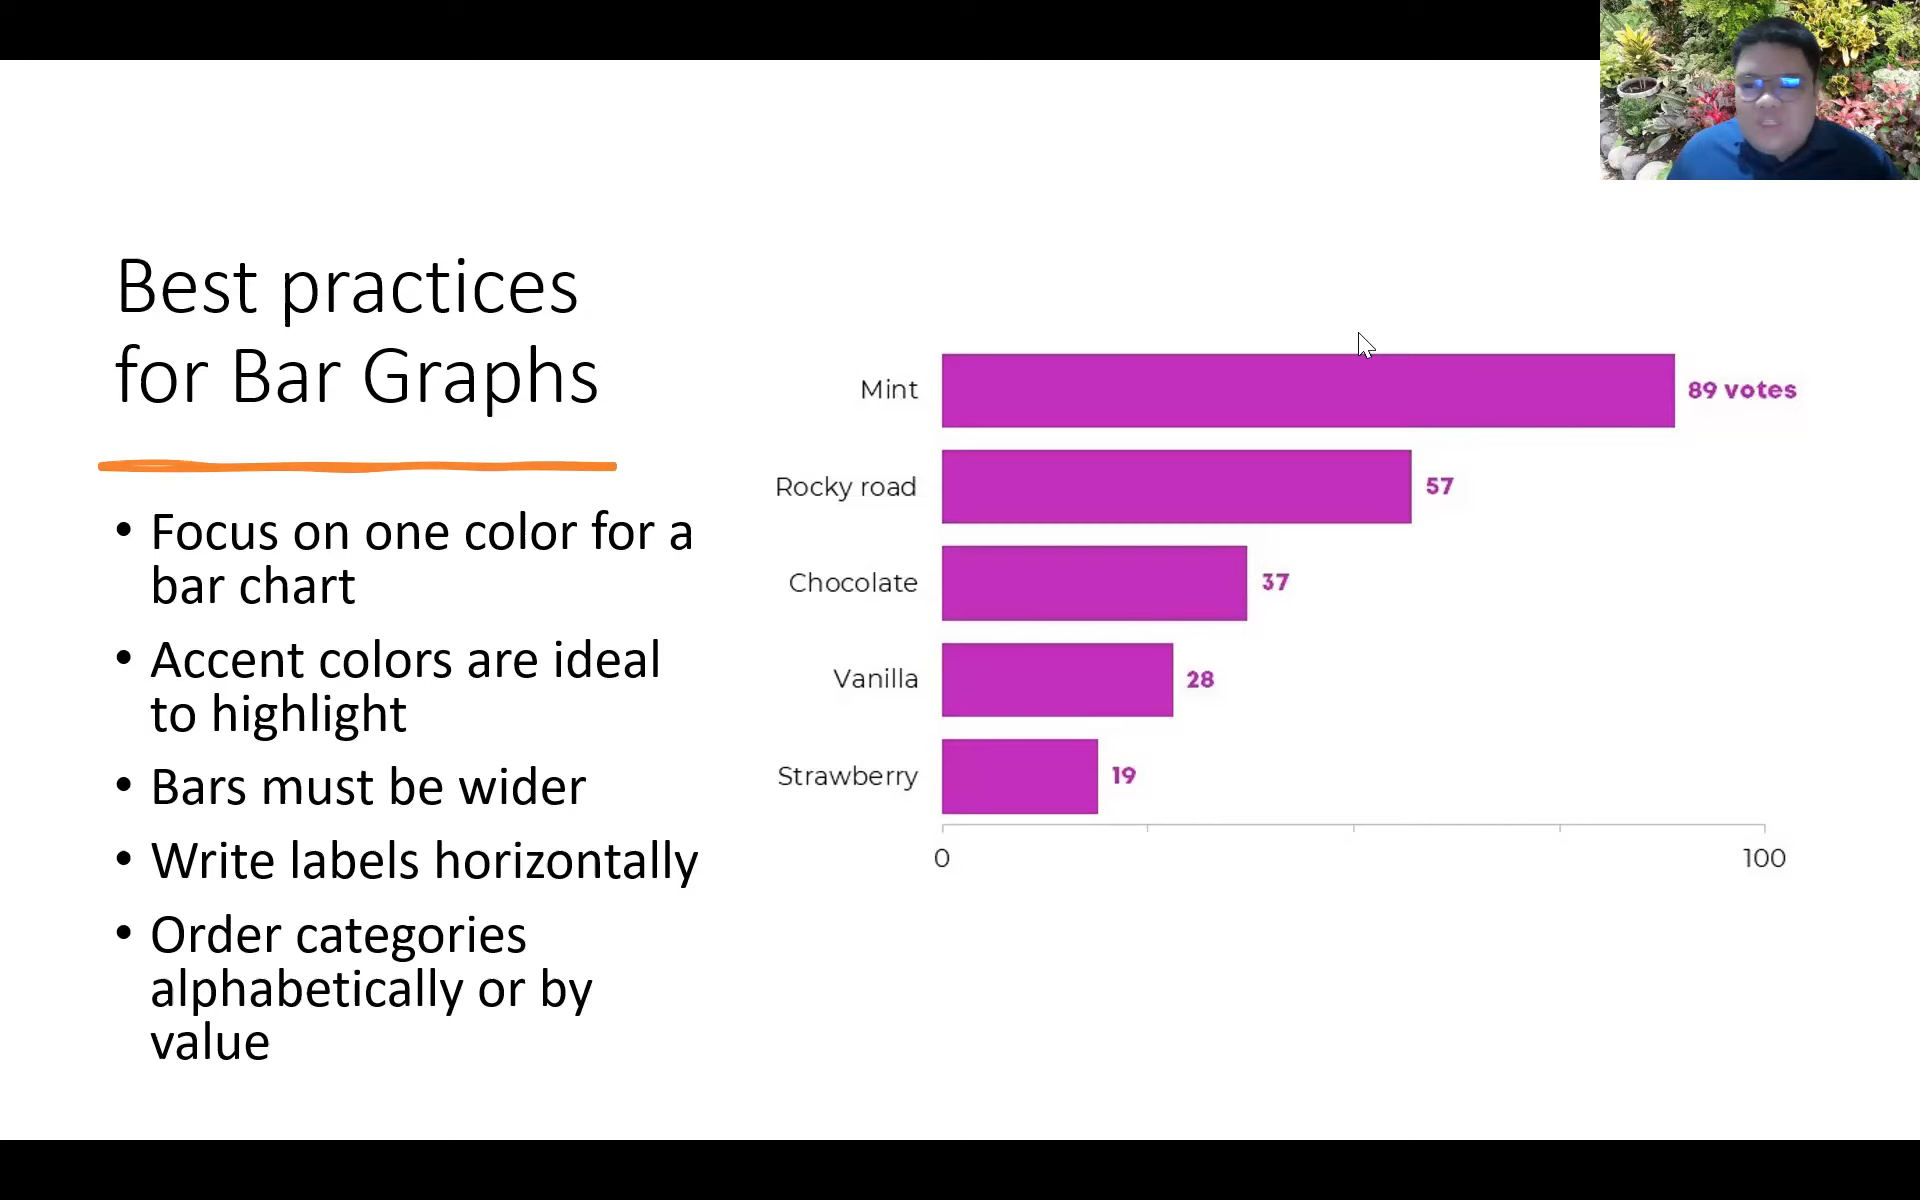 Best practices
for Bar Graphs
• Focus on one color for a
bar chart
• Accent colors are ideal
to highlight
• Bars must be wider
• Write labels horizontally
• Order categories
alphabetically or by
value
Mint 89 votes
Rocky road 57
Chocolate 37
Vanilla 28
Strawberry 19
0 100